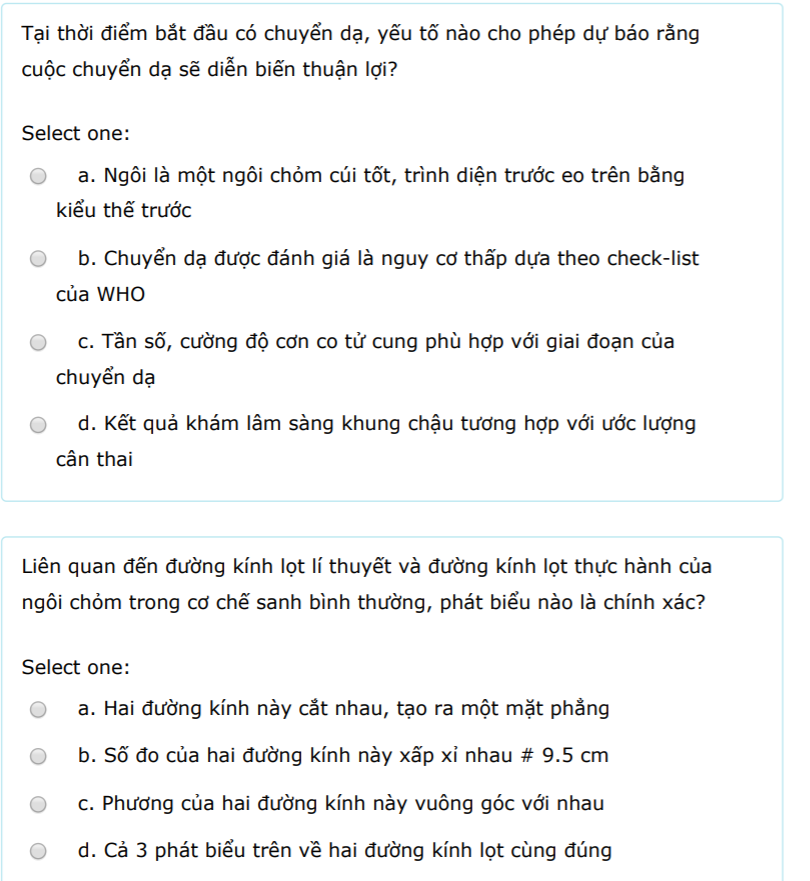 Tại thời điểm bắt đầu có chuyển dạ, yếu tố nào cho phép dự báo rằng
cuộc chuyển dạ sẽ diễn biến thuận lợi?
Select one:
a. Ngôi là một ngôi chỏm cúi tốt, trình diện trước eo trên bằng
kiểu thế trước
b. Chuyển dạ được đánh giá là nguy cơ thấp dựa theo check-list
của WHO
c. Tần số, cường độ cơn co tử cung phù hợp với giai đoạn của
chuyển dạ
d. Kết quả khám lâm sàng khung chậu tương hợp với ước lượng
cân thai
Liên quan đến đường kính lọt lí thuyết và đường kính lọt thực hành của
ngôi chỏm trong cơ chế sanh bình thường, phát biểu nào là chính xác?
Select one:
a. Hai đường kính này cắt nhau, tạo ra một mặt phẳng
b. Số đo của hai đường kính này xấp xỉ nhau # 9.5 cm
c. Phương của hai đường kính này vuông góc với nhau
d. Cả 3 phát biểu trên về hai đường kính lọt cùng đúng